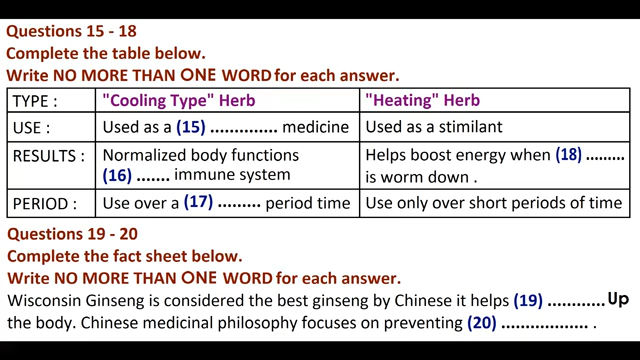 Questions 15 - 18
Complete the table below.
Write NO MORE THAN ONE WORD for each answer.
TYPE : "Cooling Type" Herb "Heating" Herb
USE : Used as a (15) .............. medicine Used as a stimilant
RESULTS : Normalized body functions Helps boost energy when (18) .........
(16) ....... immune system is worm down .
PERIOD : Use over a (17) ......... period time Use only over short periods of time
Questions 19 - 20
Complete the fact sheet below.
Write NO MORE THAN ONE WORD for each answer.
Wisconsin Ginseng is considered the best ginseng by Chinese it helps (19) ............ Up
the body. Chinese medicinal philosophy focuses on preventing (20) ................... .